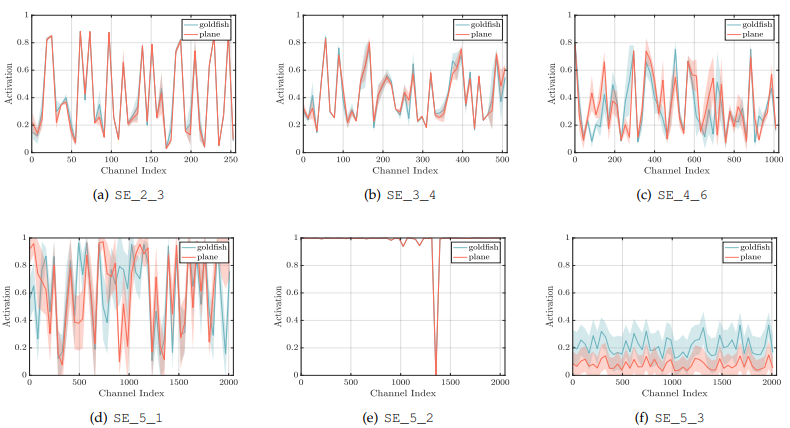 goldfish
plane
1
0.8
0.6
0.4
0.2
0
Activation
0 50 100 150 200 250
Channel Index
(a) SE_2_3
goldfish
plane
1
0.8
0.6
0.4
0.2
0
Activation
0 100 200 300 400 500
Channel Index
(b) SE_3_4
goldfish
plane
1
0.8
0.6
0.4
0.2
0
Activation
0 200 400 600 800 1000
Channel Index
(c) SE_4_6
goldfish
plane
1
0.8
0.6
0.4
0.2
0
Activation
0 500 1000 1500 2000
Channel Index
(d) SE_5_1
goldfish
plane
1
0.8
0.6
0.4
0.2
0
Activation
0 500 1000 1500 2000
Channel Index
(e) SE_5_2
goldfish
plane
1
0.8
0.6
0.4
0.2
0
Activation
500 1000 1500 2000
Channel Index
(f) SE_5_3